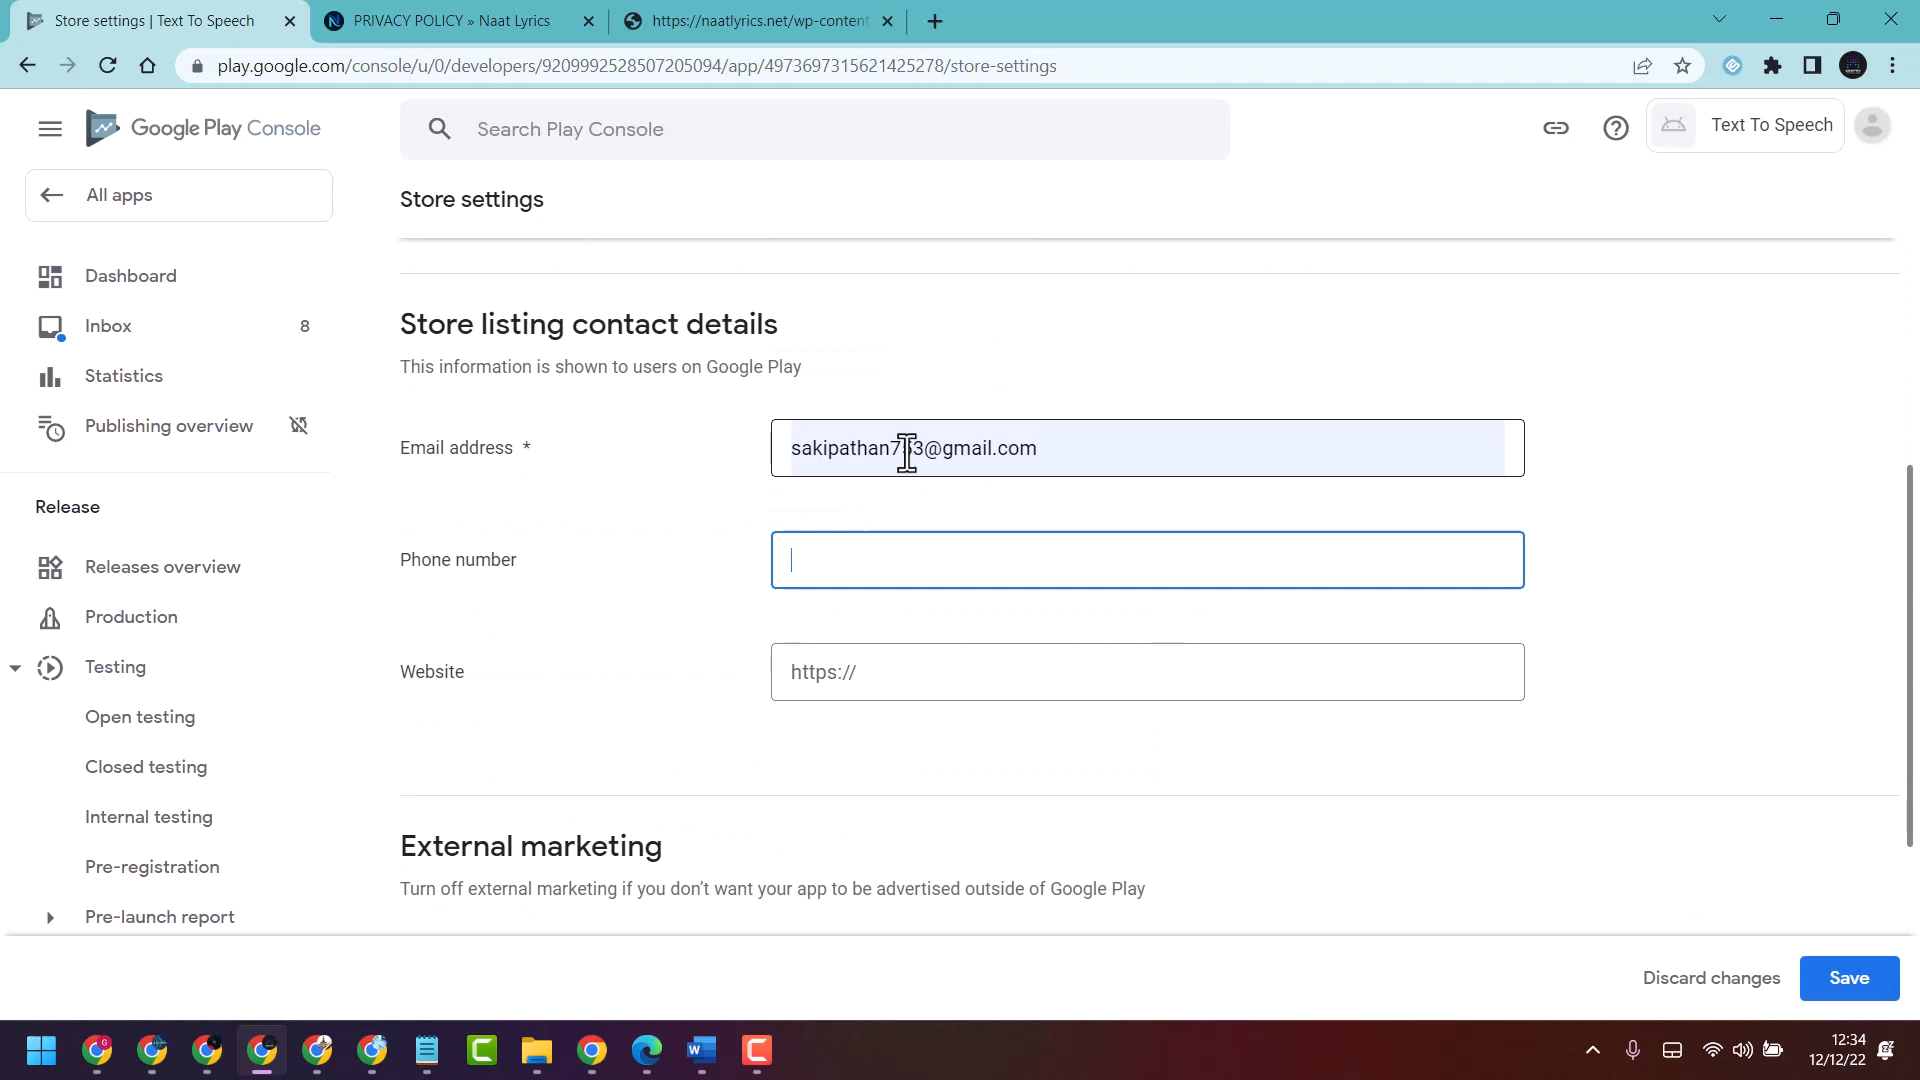 Store settings | Text To Speech
PRIVACY POLICY » Naat Lyrics
https://naatlyrics.net/wp-content
play.google.com/console/u/0/developers/9209992528507205094/app/4973697315621425278/store-settings
Google Play Console
Search Play Console
Text To Speech
All apps
Store settings
Dashboard
Inbox 8
Statistics
Publishing overview
Release
Releases overview
Production
Testing
Open testing
Closed testing
Internal testing
Pre-registration
Pre-launch report
Store listing contact details
This information is shown to users on Google Play
Email address *
Phone number
Website
https://
External marketing
Turn off external marketing if you don't want your app to be advertised outside of Google Play
Discard changes
Save
12:34
12/12/22